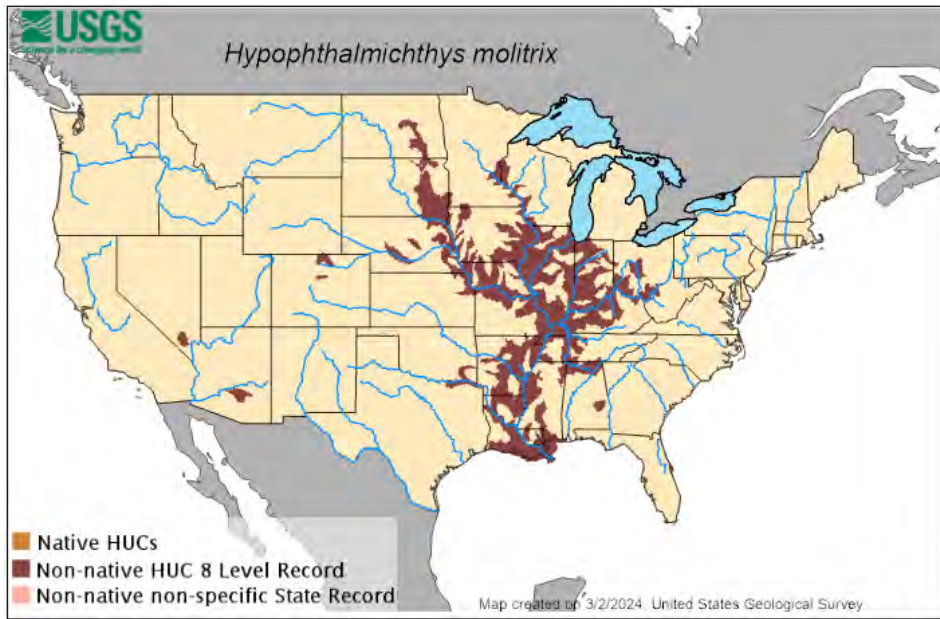 USGS
science for a changing world
Hypophthalmichthys molitrix
Native HUCs
Non-native HUC 8 Level Record
Non-native non-specific State Record
Map created on 3/2/2024. United States Geological Survey